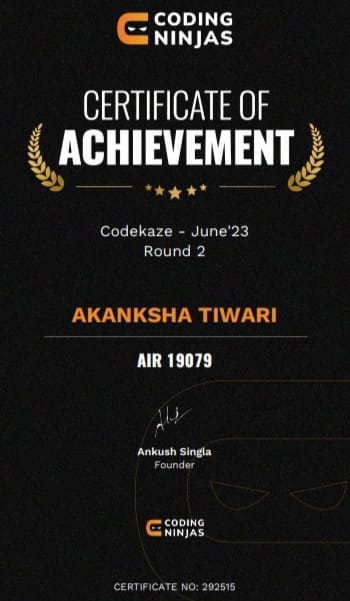 CODING
NINJAS
CERTIFICATE OF
ACHIEVEMENT
Codekaze - June'23
Round 2
AKANKSHA TIWARI
AIR 19079
Ankush Singla
Founder
CODING
NINJAS
CERTIFICATE NO: 292515